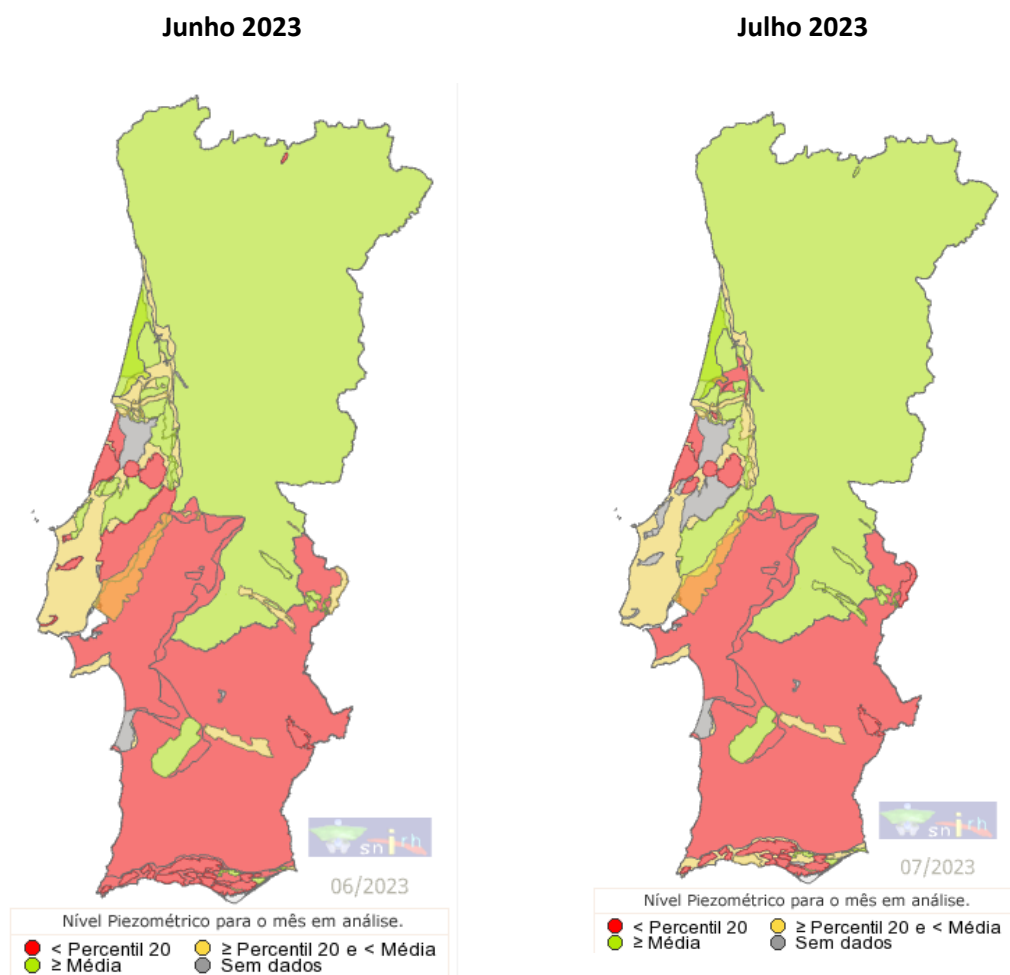 Junho 2023
Julho 2023
snirh
06/2023
Nível Piezométrico para o mês em análise.
< Percentil 20
≥ Percentil 20 e < Média
≥ Média
Sem dados
snirh
07/2023
Nível Piezométrico para o mês em análise.
< Percentil 20
≥ Percentil 20 e < Média
≥ Média
Sem dados